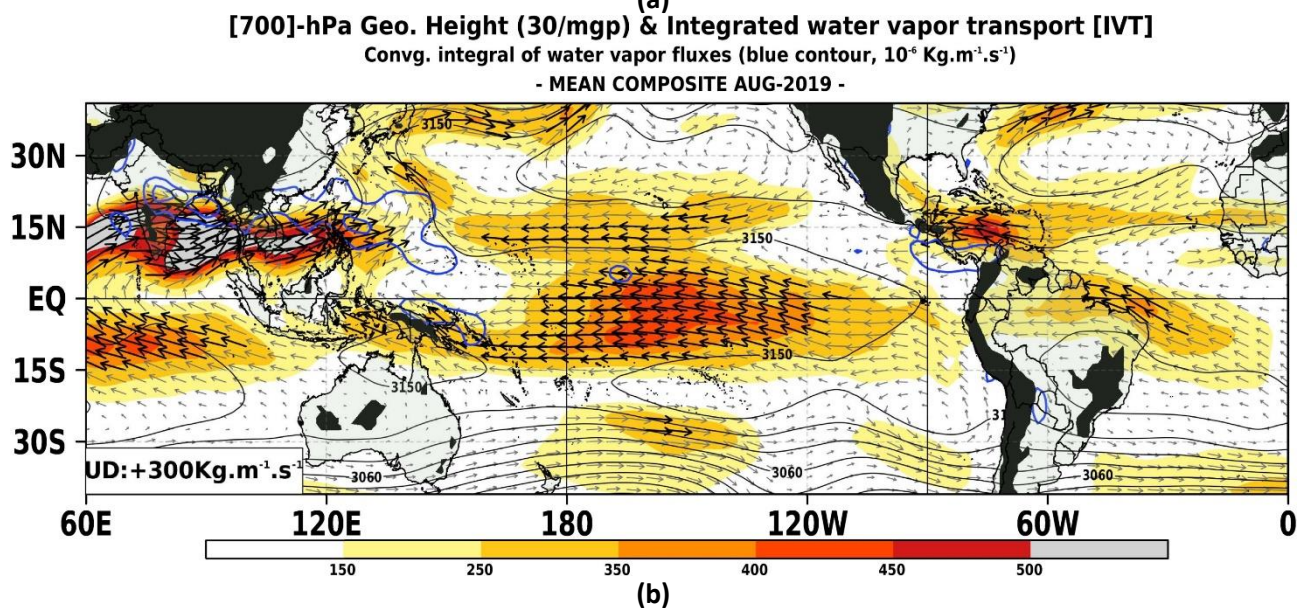 (a)
[700]-hPa Geo. Height (30/mgp) & Integrated water vapor transport [IVT]
Convg. integral of water vapor fluxes (blue contour, 10⁻⁶ Kg.m⁻¹.s⁻¹)
- MEAN COMPOSITE AUG-2019 -
3150
30N
15N
3150
EQ
3150
15S
3150
30S
UD:+300Kg.m⁻¹.s⁻¹
3060
3060
3060
60E 120E 180 120W 60W 0
150 250 350 400 450 500
(b)